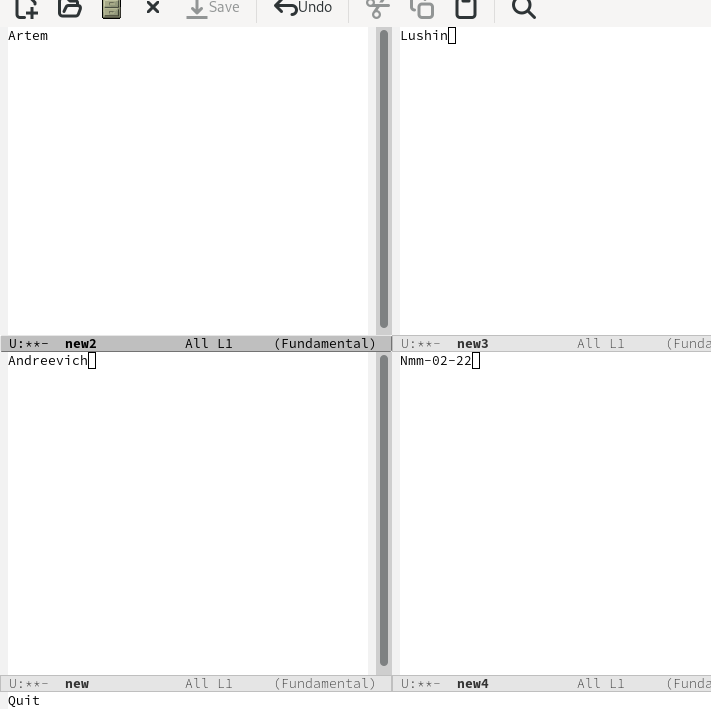 Save Undo
Artem
Lushin
U:**- new2 All L1 (Fundamental)
U:**- new3 All L1 (Funda
Andreevich
Nmm-02-22
U:**- new All L1 (Fundamental)
U:**- new4 All L1 (Funda
Quit